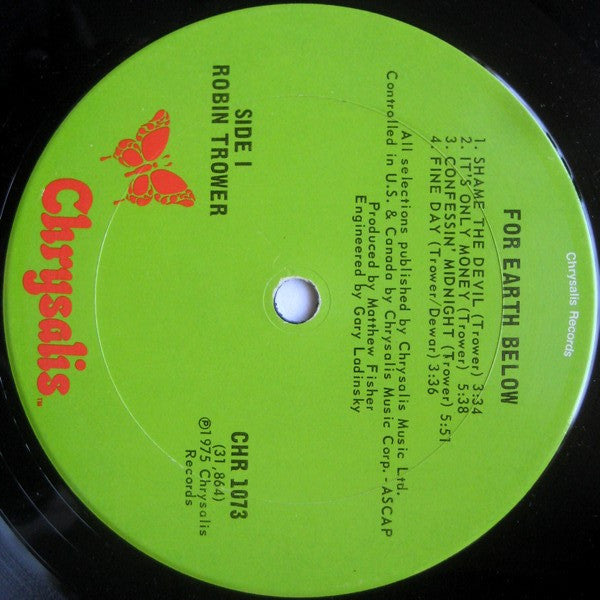 Chrysalis Records
FOR EARTH BELOW
1. SHAME THE DEVIL (Trower) 3:34
2. IT'S ONLY MONEY (Trower) 5:38
3. CONFESSIN' MIDNIGHT (Trower) 5:51
4. FINE DAY (Trower/Dewar) 3:36
All selections published by Chrysalis Music Ltd.
Controlled in U.S. & Canada by Chrysalis Music Corp. - ASCAP
Produced by Matthew Fisher
Engineered by Gary Ladinsky
SIDE I
ROBIN TROWER
CHR 1073
(31,864)
℗1975 Chrysalis
Records
Chrysalis™